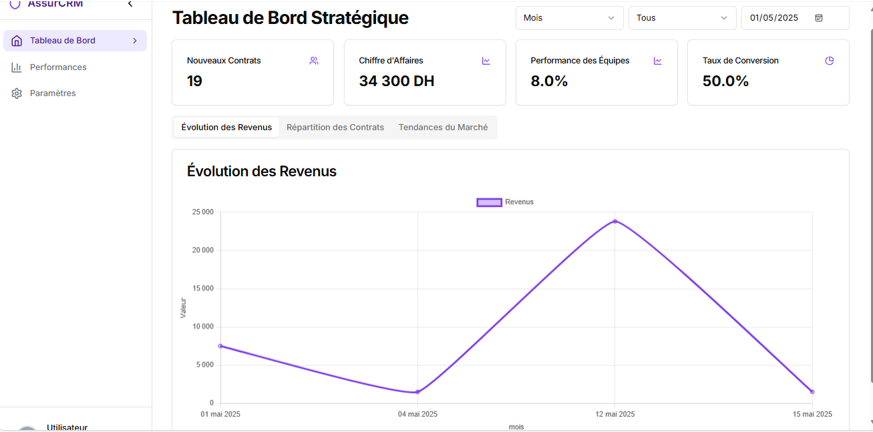 AssurCRM
Tableau de Bord
Performances
Paramètres
Utilisateur
Tableau de Bord Stratégique
Mois
Tous
01/05/2025
Nouveaux Contrats
19
Chiffre d'Affaires
34 300 DH
Performance des Équipes
8.0%
Taux de Conversion
50.0%
Évolution des Revenus
Répartition des Contrats
Tendances du Marché
Évolution des Revenus
Revenus
Valeur
25 000
20 000
15 000
10 000
5 000
0
01 mai 2025
04 mai 2025
12 mai 2025
15 mai 2025
mois